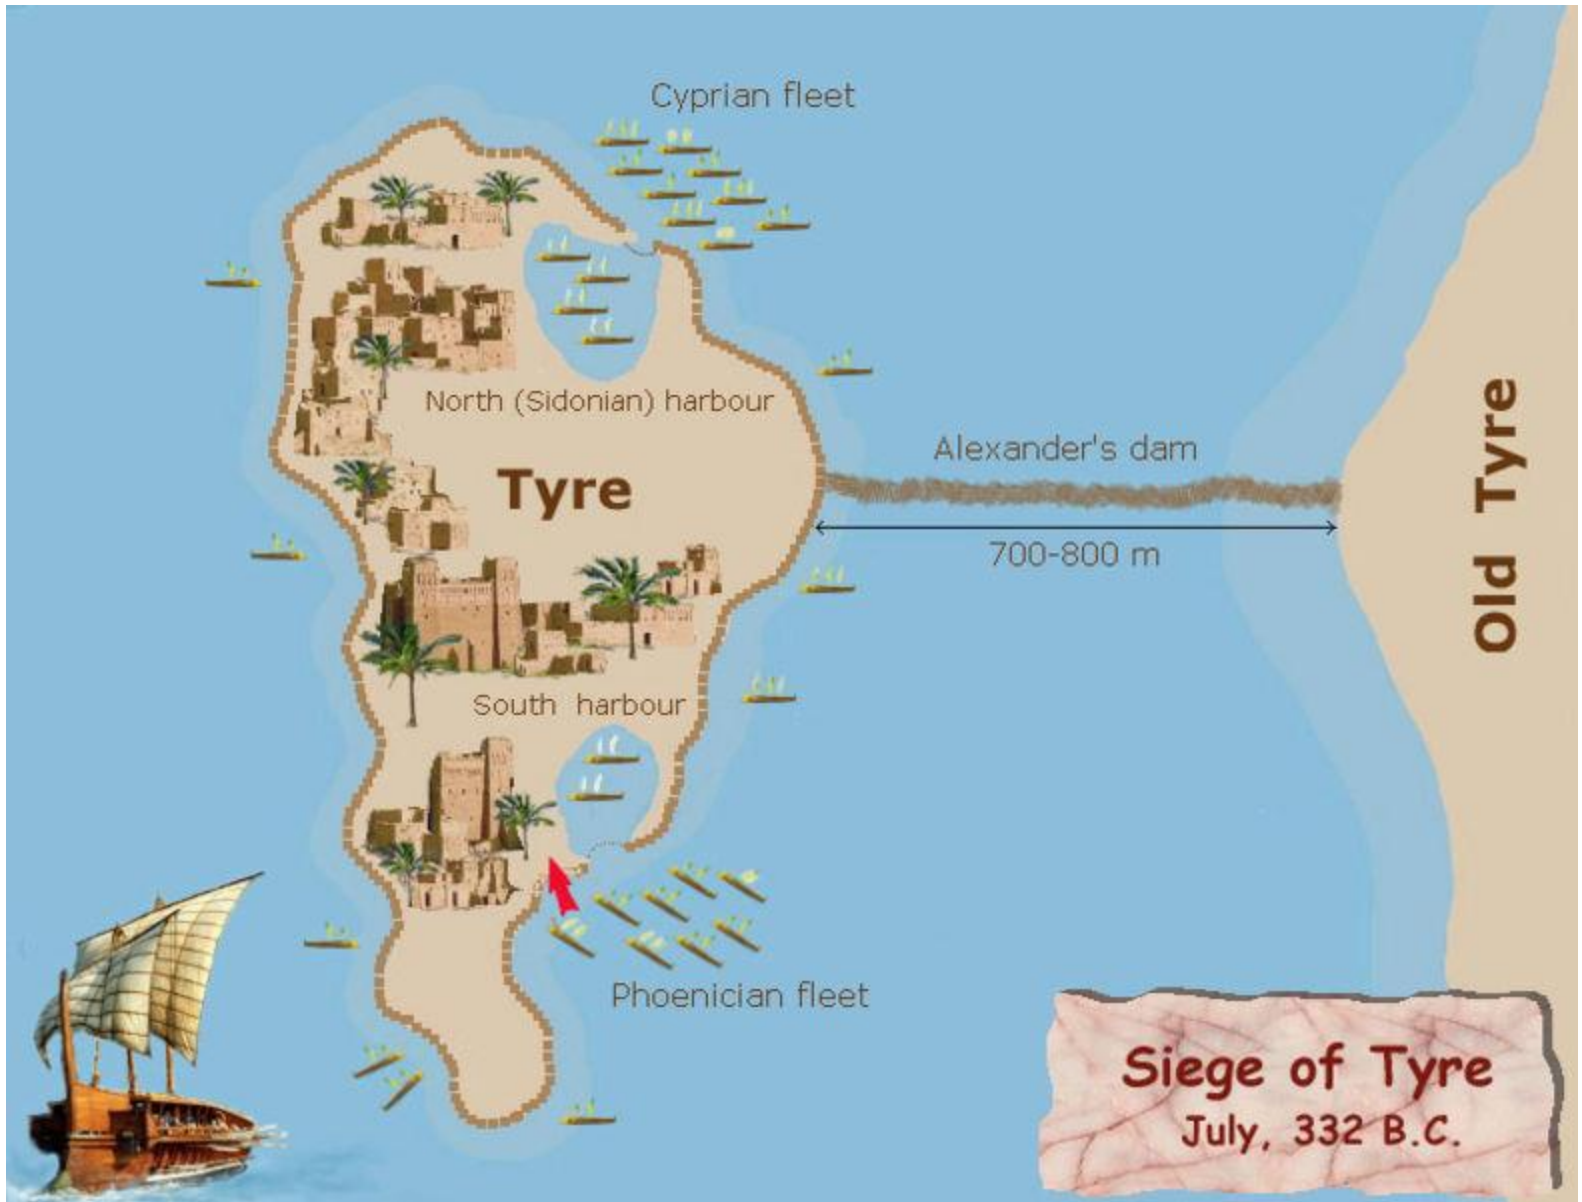 Cyprian fleet
North (Sidonian) harbour
Tyre
Alexander's dam
700-800 m
Old Tyre
South harbour
Phoenician fleet
Siege of Tyre
July, 332 B.C.